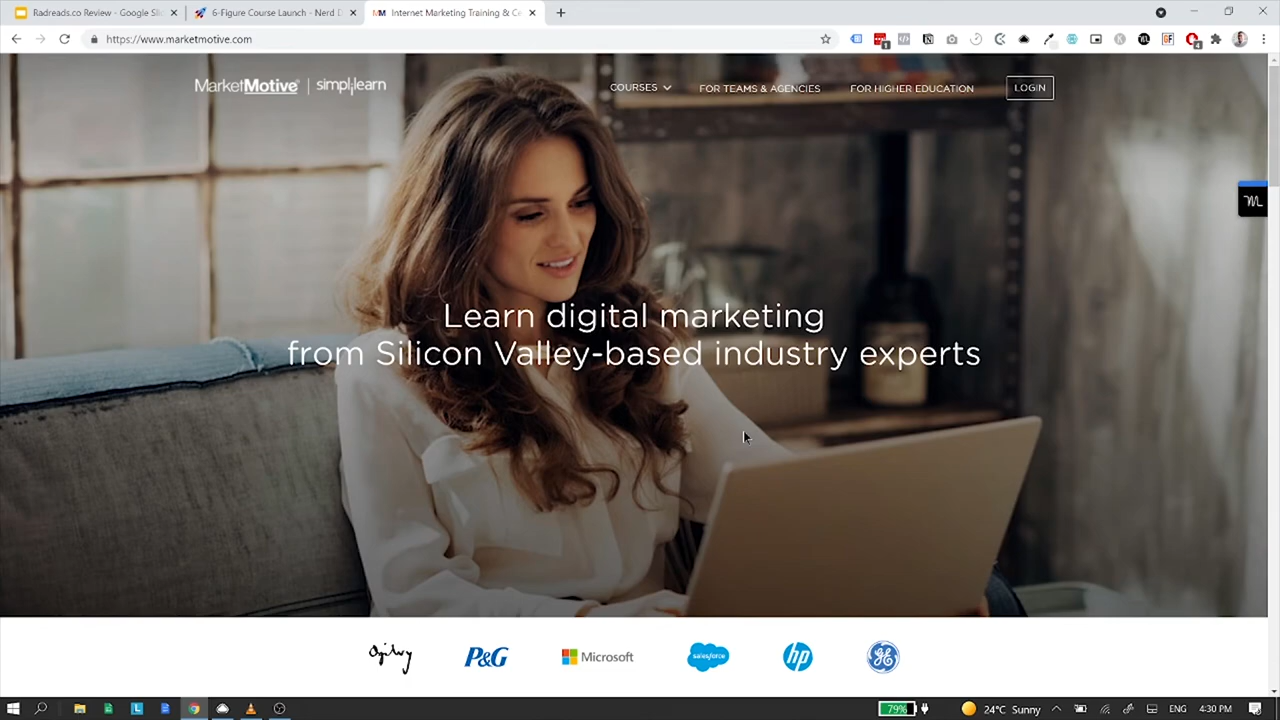 Radreads.co Review - Google Slid
6-Figure Course Launch - Nerd D
Internet Marketing Training & Ce
https://www.marketmotive.com
MarketMotive | simplilearn
COURSES
FOR TEAMS & AGENCIES
FOR HIGHER EDUCATION
LOGIN
Learn digital marketing
from Silicon Valley-based industry experts
Ogilvy
P&G
Microsoft
salesforce
hp
GE
79%
24°C Sunny
ENG
4:30 PM